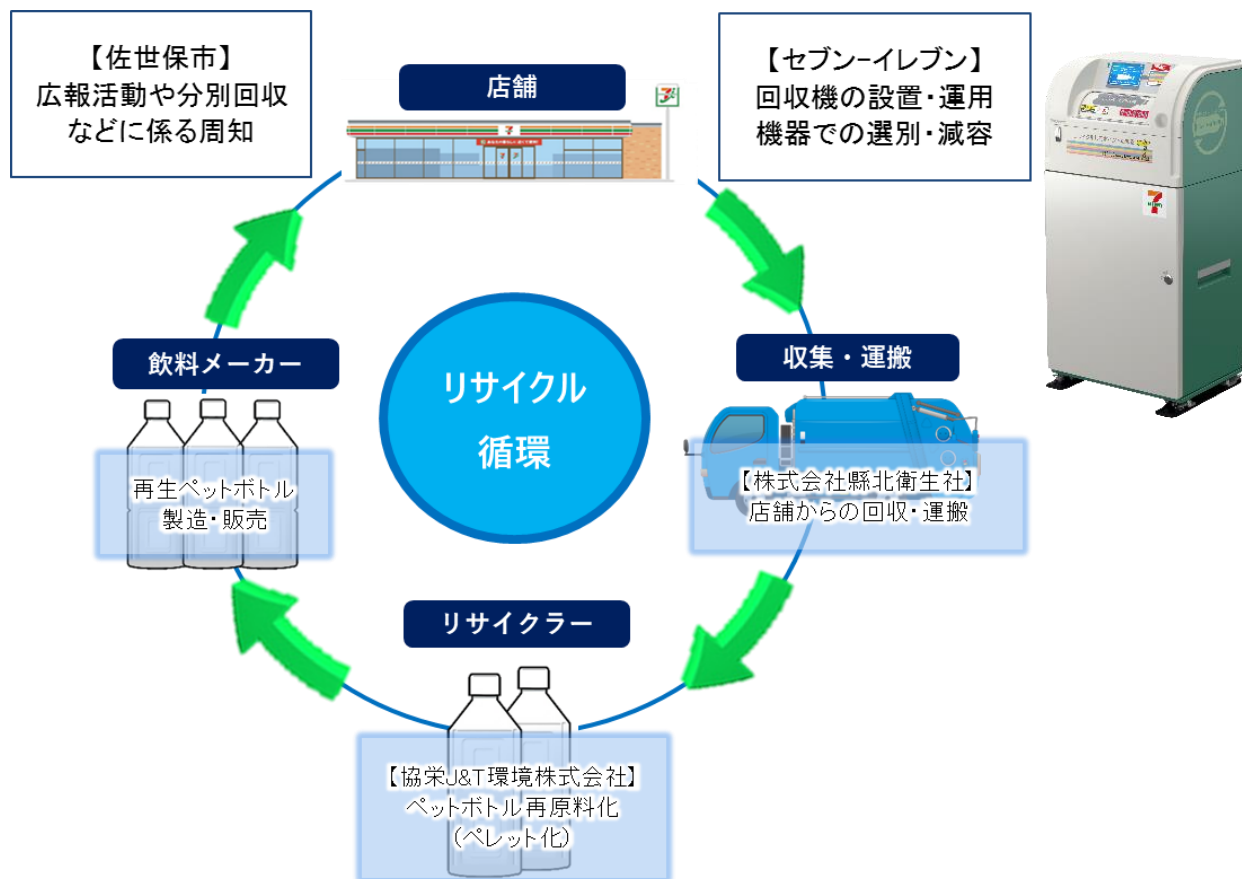 【佐世保市】
広報活動や分別回収
などに係る周知
店舗
【セブン-イレブン】
回収機の設置・運用
機器での選別・減容
飲料メーカー
再生ペットボトル
製造・販売
リサイクル
循環
収集・運搬
【株式会社縣北衛生社】
店舗からの回収・運搬
リサイクラー
【協栄J&T環境株式会社】
ペットボトル再原料化
(ペレット化)